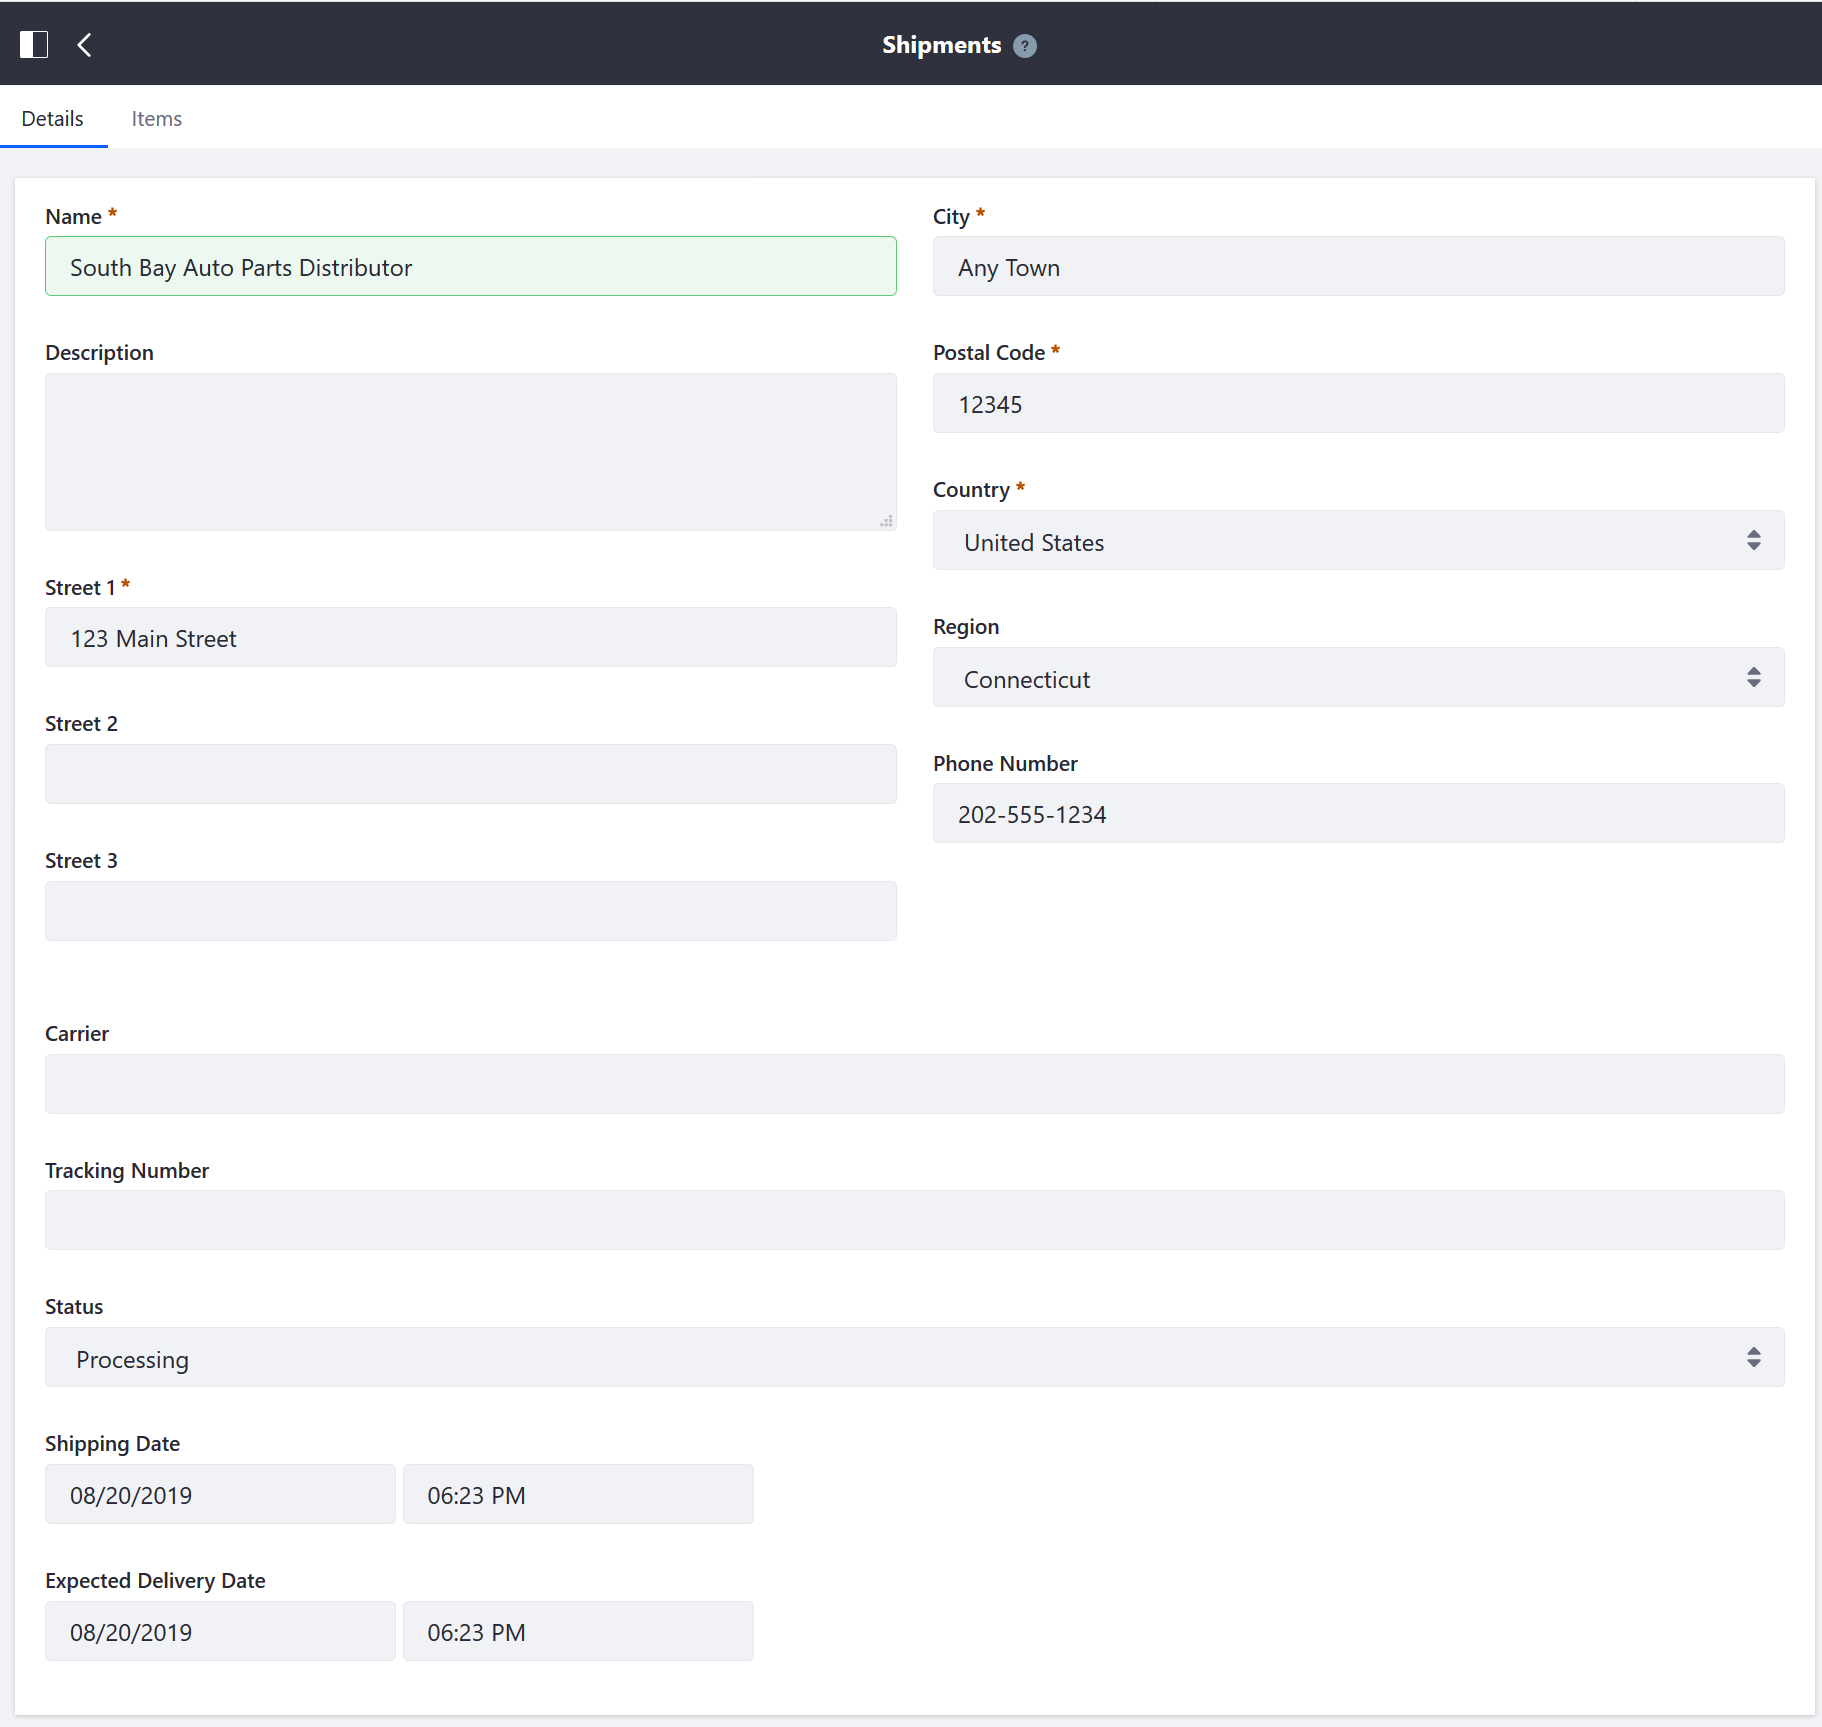 Shipments ?
Details Items
Name *
South Bay Auto Parts Distributor
Description
Street 1 *
123 Main Street
Street 2
Street 3
City *
Any Town
Postal Code *
12345
Country *
United States
Region
Connecticut
Phone Number
202-555-1234
Carrier
Tracking Number
Status
Processing
Shipping Date
08/20/2019 06:23 PM
Expected Delivery Date
08/20/2019 06:23 PM